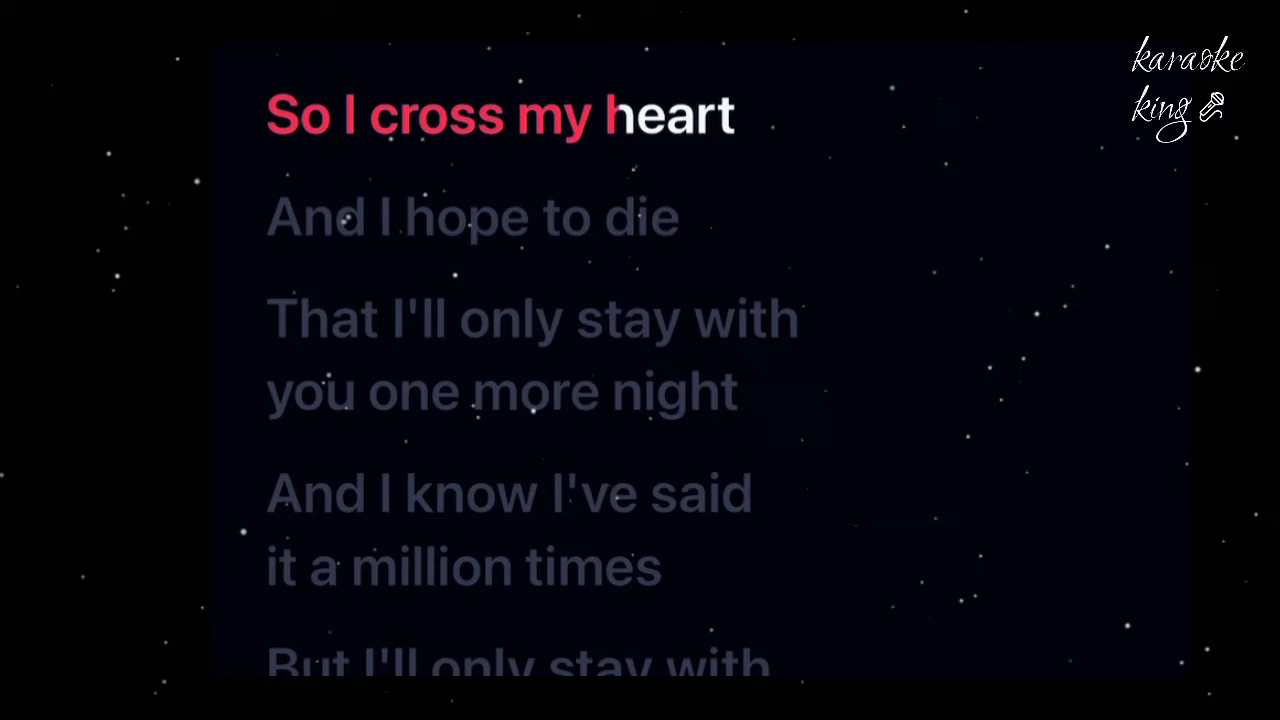 karaoke
king
So I cross my heart
And I hope to die
That I'll only stay with
you one more night
And I know I've said
it a million times
But I'll only stay with